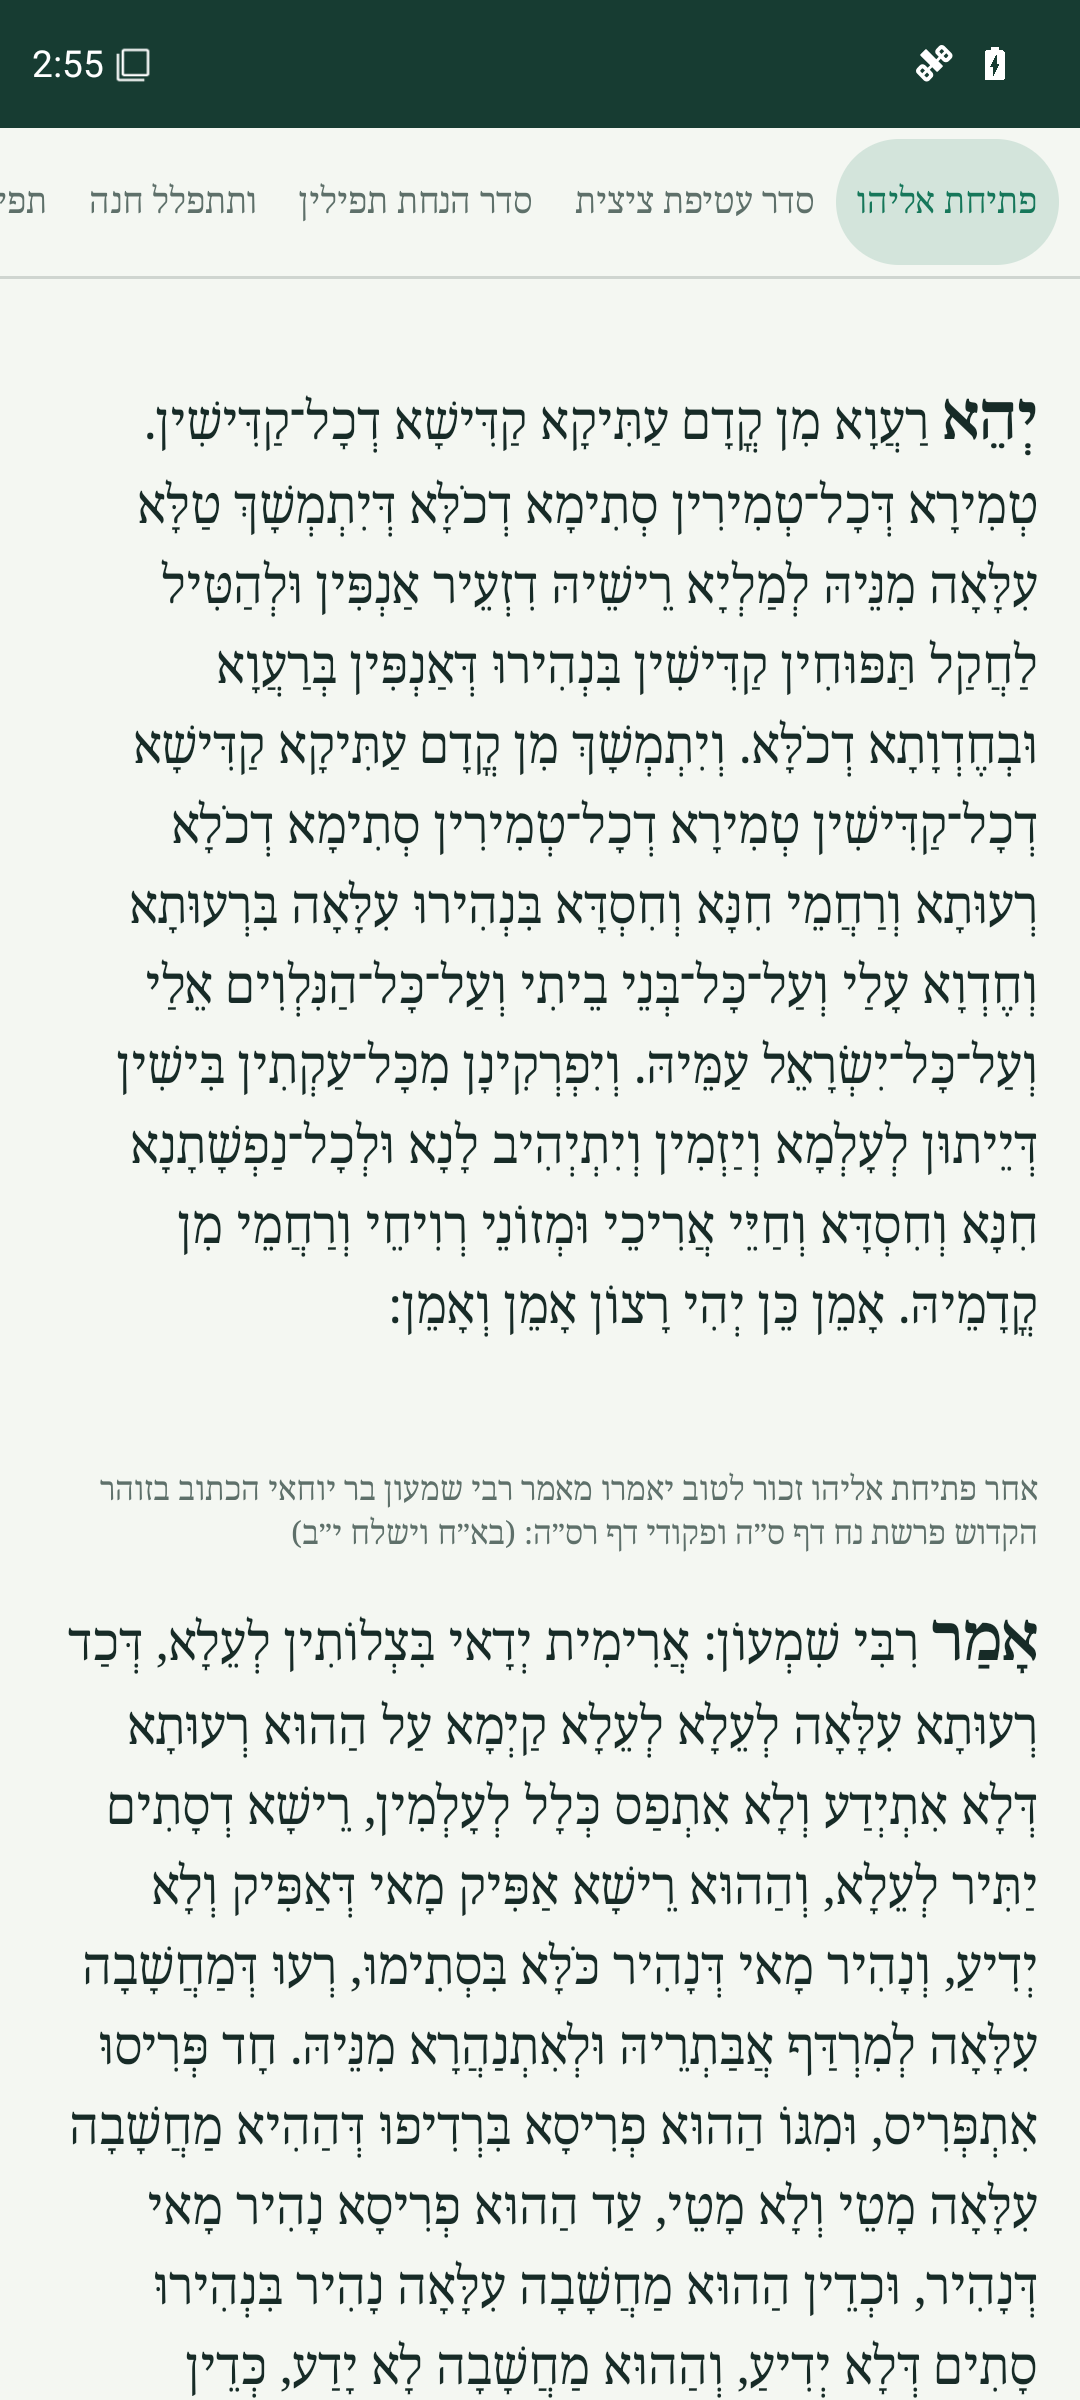 2:55
פתיחת אליהו סדר עטיפת ציצית סדר הנחת תפילין ותתפלל חנה תפי
יְהֵא רַעֲוָא מִן קֳדָם עַתִּיקָא קַדִּישָׁא דְכָל־קַדִּישִׁין.
טְמִירָא דְּכָל־טְמִירִין סְתִימָא דְכֹלָּא דְּיִתְמְשָׁךְ טַלָּא
עִלָּאָה מִנֵּיהּ לְמַלְיָא רֵישֵׁיהּ דִזְעֵיר אַנְפִּין וּלְהַטִּיל
לַחֲקַל תַּפּוּחִין קַדִּישִׁין בִּנְהִירוּ דְּאַנְפִּין בְּרַעֲוָא
וּבְחֶדְוָתָא דְכֹלָּא. וְיִתְמְשָׁךְ מִן קֳדָם עַתִּיקָא קַדִּישָׁא
דְכָל־קַדִּישִׁין טְמִירָא דְכָל־טְמִירִין סְתִימָא דְכֹלָא
רְעוּתָא וְרַחֲמֵי חִנָּא וְחִסְדָּא בִּנְהִירוּ עִלָּאָה בִּרְעוּתָא
וְחֶדְוָא עָלַי וְעַל־כָּל־בְּנֵי בֵיתִי וְעַל־כָּל־הַנִּלְוִים אֵלַי
וְעַל־כָּל־יִשְׂרָאֵל עַמֵּיהּ. וְיִפְרְקִינָן מִכָּל־עַקְתִין בִּישִׁין
דְּיֵיתוּן לְעָלְמָא וְיַזְמִין וְיִתְיְהִיב לָנָא וּלְכָל־נַפְשָׁתָנָא
חִנָּא וְחִסְדָּא וְחַיֵּי אֲרִיכֵי וּמְזוֹנֵי רְוִיחֵי וְרַחֲמֵי מִן
קֳדָמֵיהּ. אָמֵן כֵּן יְהִי רָצוֹן אָמֵן וְאָמֵן:
אחר פתיחת אליהו זכור לטוב יאמרו מאמר רבי שמעון בר יוחאי הכתוב בזוהר
הקדוש פרשת נח דף ס״ה ופקודי דף רס״ה: (בא״ח וישלח י״ב)
אָמַר רִבִּי שִׁמְעוֹן: אֲרִימִית יְדָאי בִּצְלוֹתִין לְעֵלָא, דְּכַד
רְעוּתָא עִלָּאָה לְעֵלָא לְעֵלָא קַיְמָא עַל הַהוּא רְעוּתָא
דְּלָא אִתְיְדַע וְלָא אִתְפַּס כְּלָל לְעָלְמִין, רֵישָׁא דְסָתִים
יַתִּיר לְעֵלָא, וְהַהוּא רֵישָׁא אַפִּיק מָאי דְּאַפִּיק וְלָא
יְדִיעַ, וְנָהִיר מָאי דְּנָהִיר כֹּלָּא בִּסְתִימוּ, רְעוּ דְּמַחֲשָׁבָה
עִלָּאָה לְמִרְדַּף אֲבַּתְרֵיהּ וּלְאִתְנַהֲרָא מִנֵּיהּ. חָד פְּרִיסוּ
אִתְפְּרִיס, וּמִגּוֹ הַהוּא פְרִיסָא בִּרְדִיפוּ דְּהַהִיא מַחֲשָׁבָה
עִלָּאָה מָטֵי וְלָא מָטֵי, עַד הַהוּא פְרִיסָא נָהִיר מָאי
דְּנָהִיר, וּכְדֵין הַהוּא מַחֲשָׁבָה עִלָּאָה נָהִיר בִּנְהִירוּ
סָתִים דְּלָא יְדִיעַ, וְהַהוּא מַחֲשָׁבָה לָא יָדַע, כְּדֵין